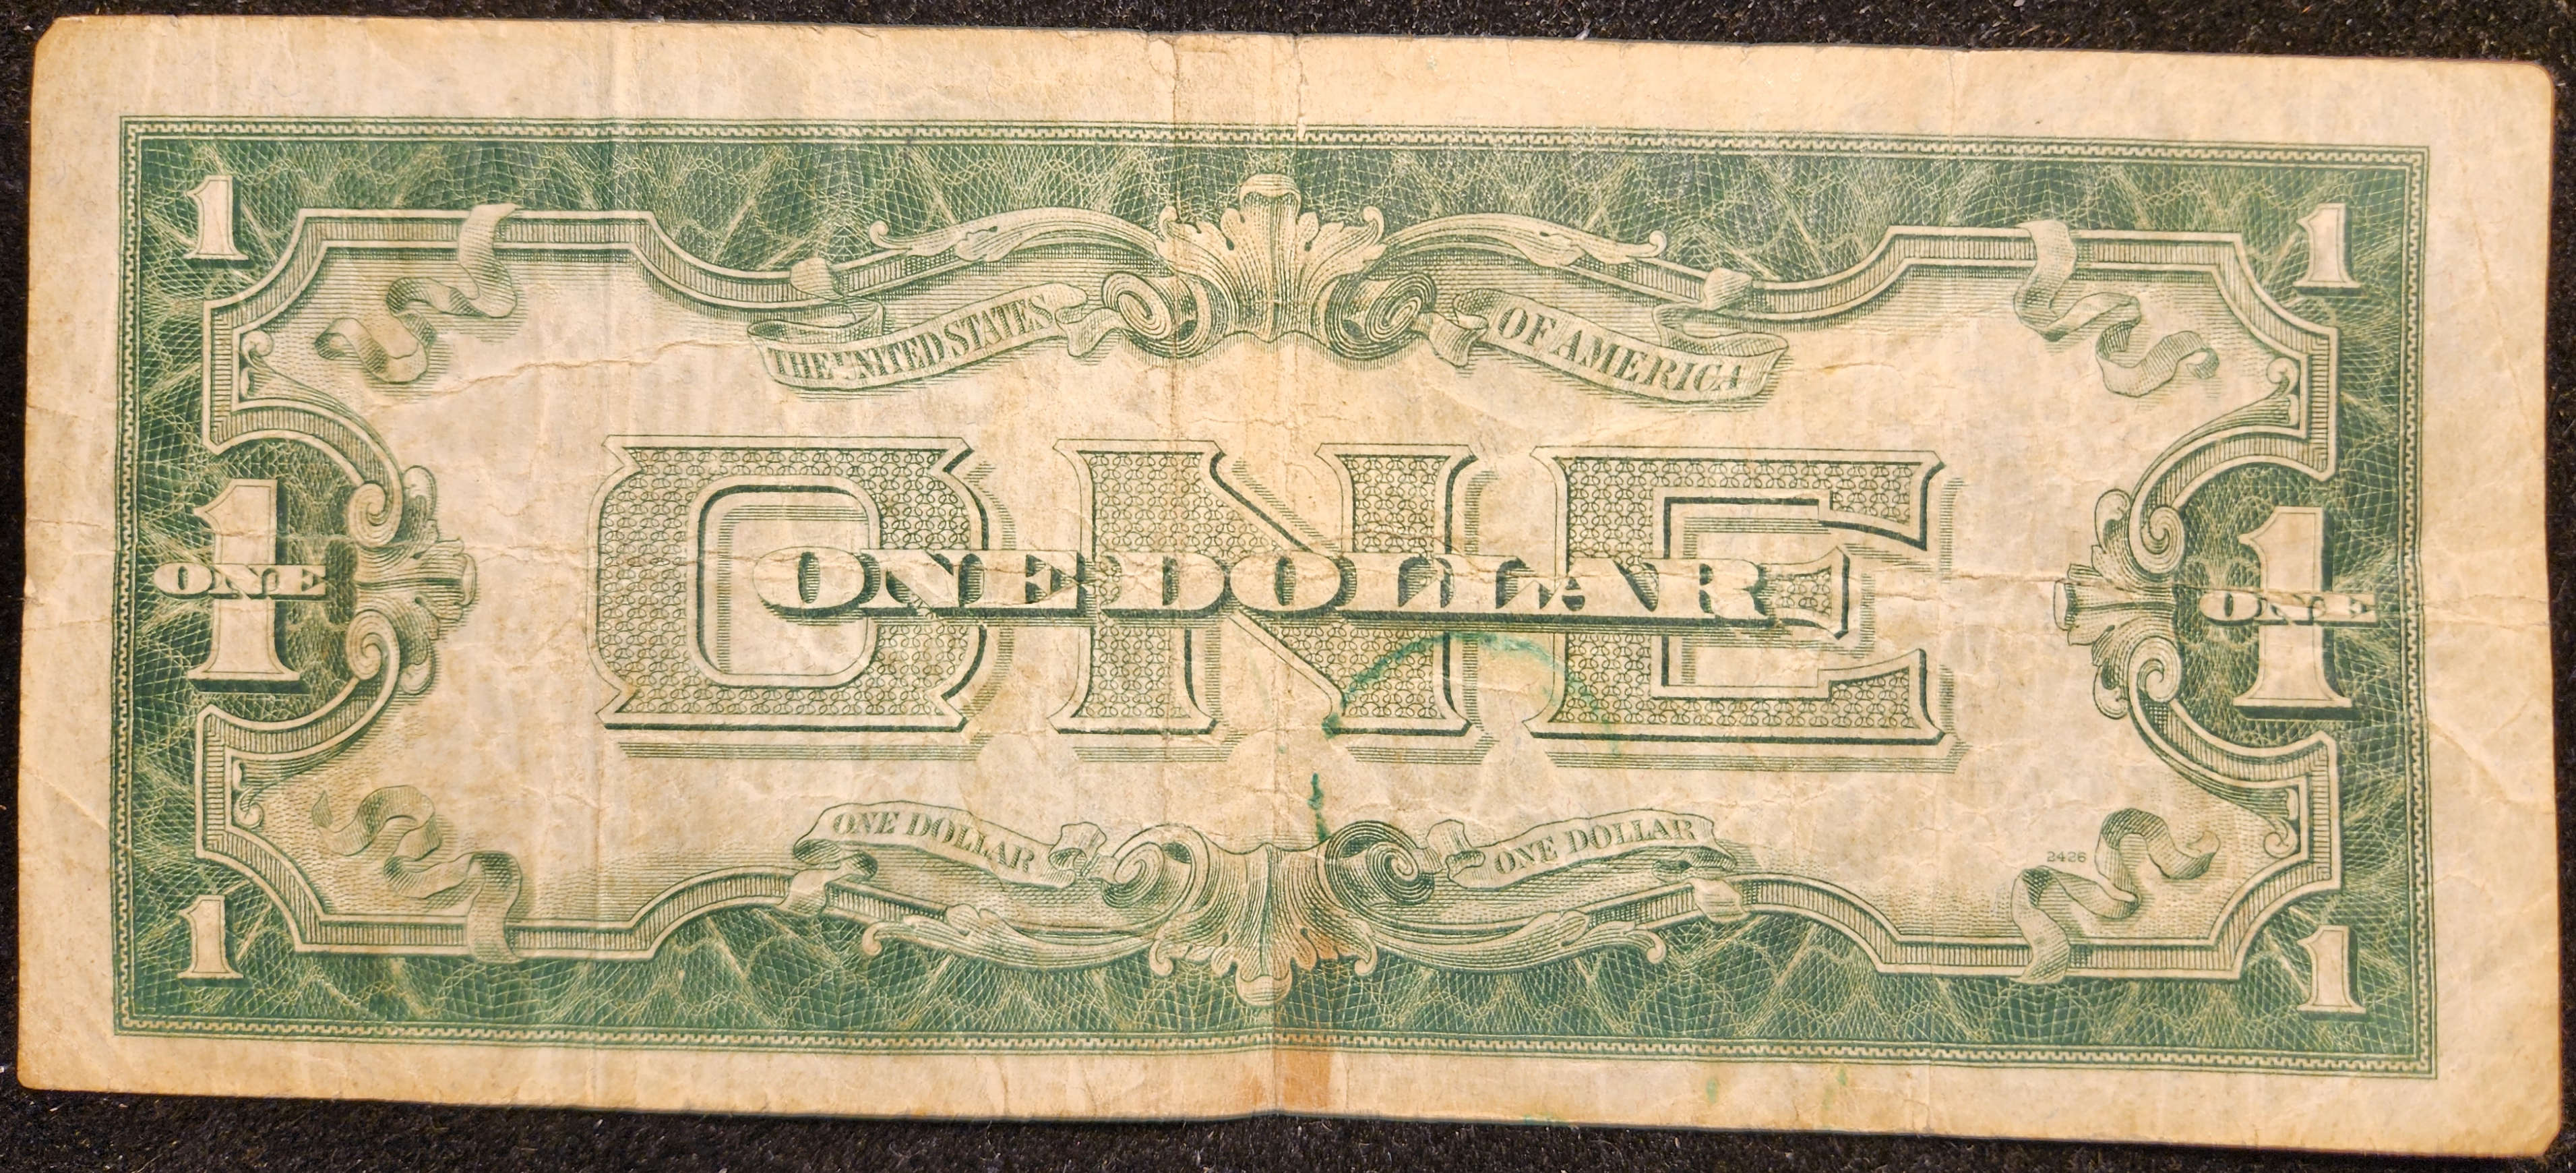 1 1
THE UNITED STATES OF AMERICA
ONE
ONE DOLLAR
1 ONE 1 ONE
ONE DOLLAR ONE DOLLAR
2426
1 1